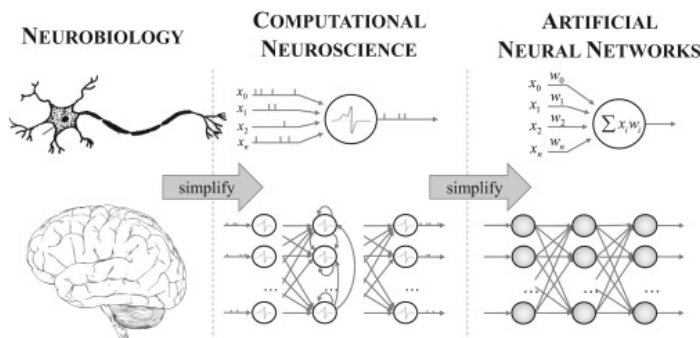 NEUROBIOLOGY
COMPUTATIONAL
NEUROSCIENCE
ARTIFICIAL
NEURAL NETWORKS
x₀
x₁
x₂
xₙ
x₀ w₀
x₁ w₁
x₂ w₂
xₙ wₙ
∑ xᵢwᵢ
simplify
simplify
...
...
...
...